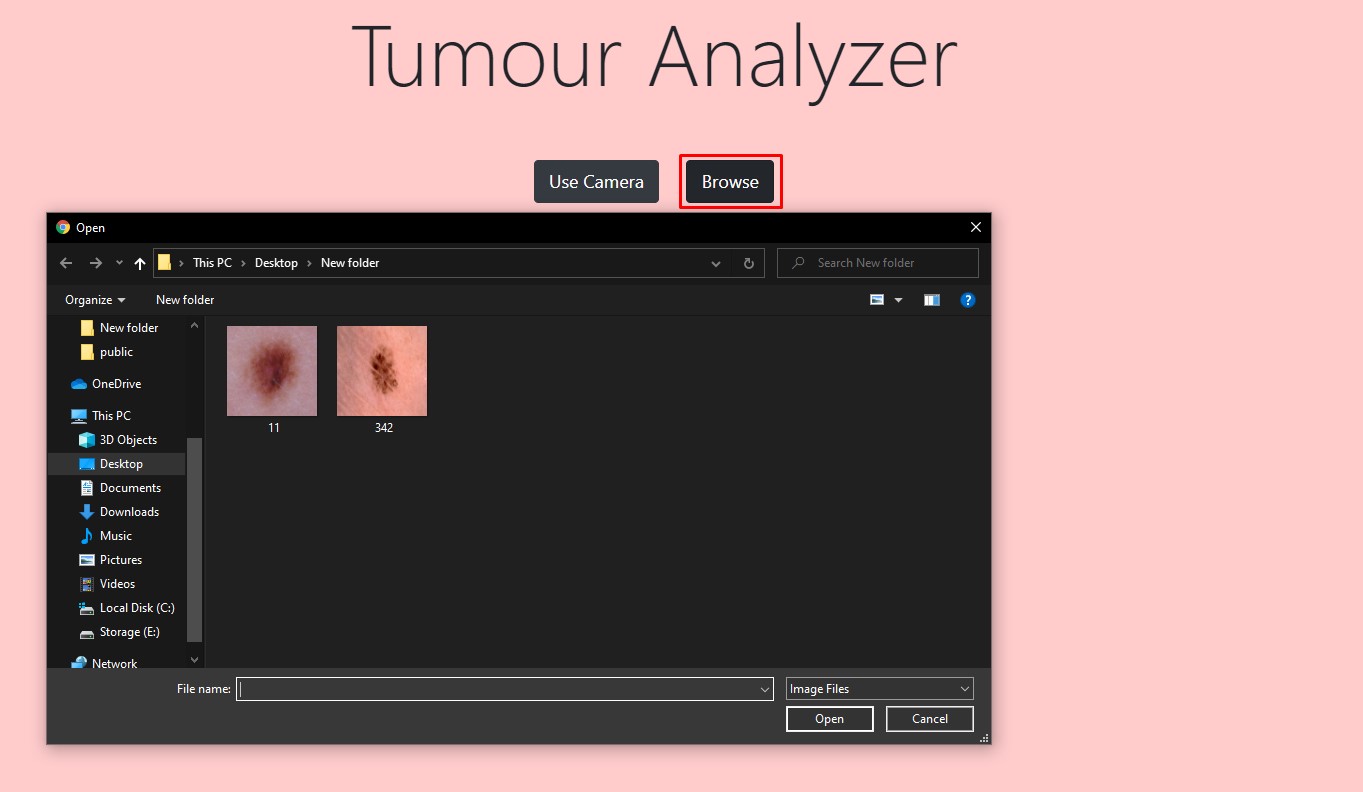 Tumour Analyzer
Use Camera Browse
Open
This PC Desktop New folder Search New folder
Organize New folder
New folder
public
OneDrive
This PC
3D Objects
Desktop
Documents
Downloads
Music
Pictures
Videos
Local Disk (C:)
Storage (E:)
Network
11 342
File name: Image Files
Open Cancel